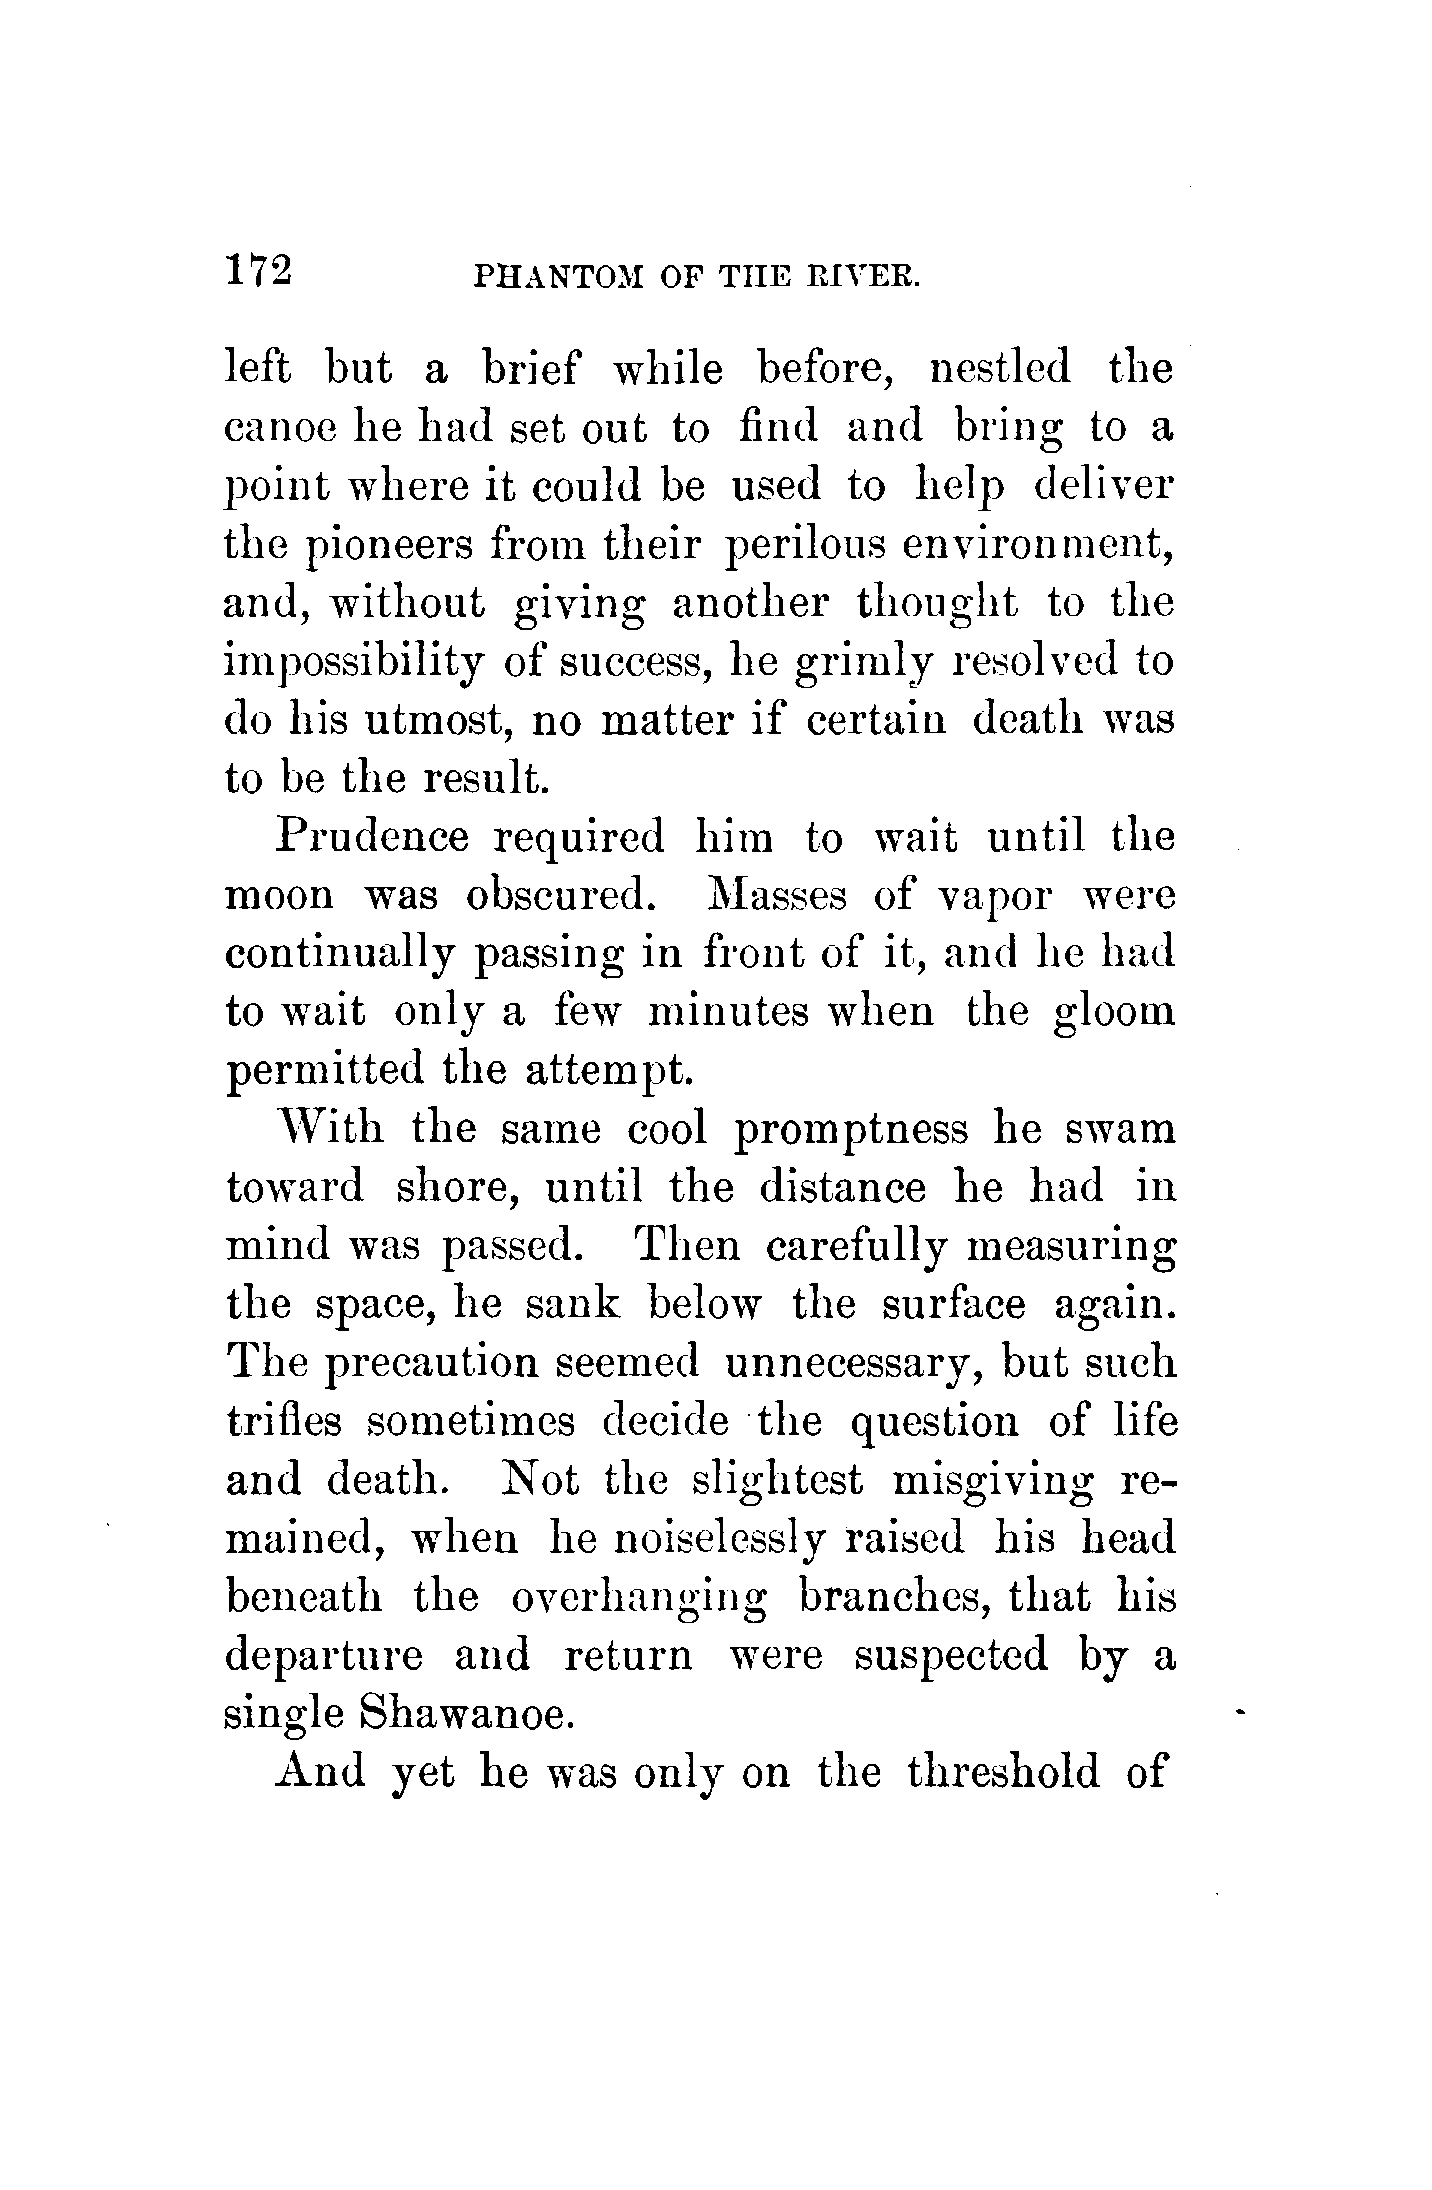 172 PHANTOM OF THE RIVER.
left but a brief while before, nestled the
canoe he had set out to find and bring to a
point where it could be used to help deliver
the pioneers from their perilous environment,
and, without giving another thought to the
impossibility of success, he grimly resolved to
do his utmost, no matter if certain death was
to be the result.
Prudence required him to wait until the
moon was obscured. Masses of vapor were
continually passing in front of it, and he had
to wait only a few minutes when the gloom
permitted the attempt.
With the same cool promptness he swam
toward shore, until the distance he had in
mind was passed. Then carefully measuring
the space, he sank below the surface again.
The precaution seemed unnecessary, but such
trifles sometimes decide the question of life
and death. Not the slightest misgiving re-
mained, when he noiselessly raised his head
beneath the overhanging branches, that his
departure and return were suspected by a
single Shawanoe.
And yet he was only on the threshold of